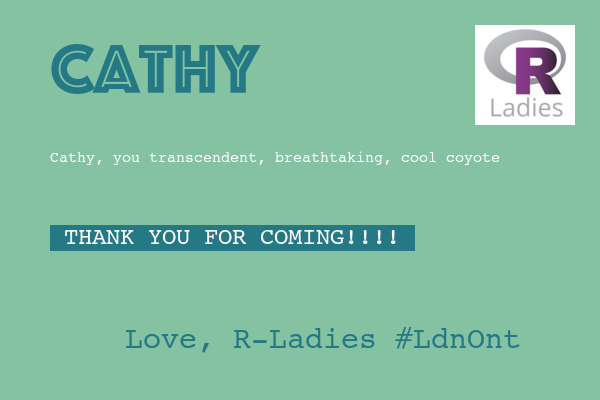 CATHY
R
Ladies
Cathy, you transcendent, breathtaking, cool coyote
THANK YOU FOR COMING!!!!
Love, R-Ladies #LdnOnt